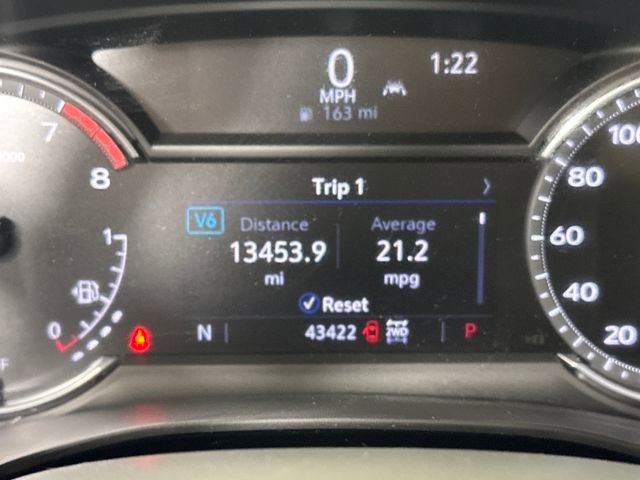 0
1:22
MPH
163 mi
7
8
000
Trip 1
V6
Distance
Average
13453.9
21.2
mi
mpg
Reset
N
43422
2WD
P
1
0
F
100
80
60
40
20